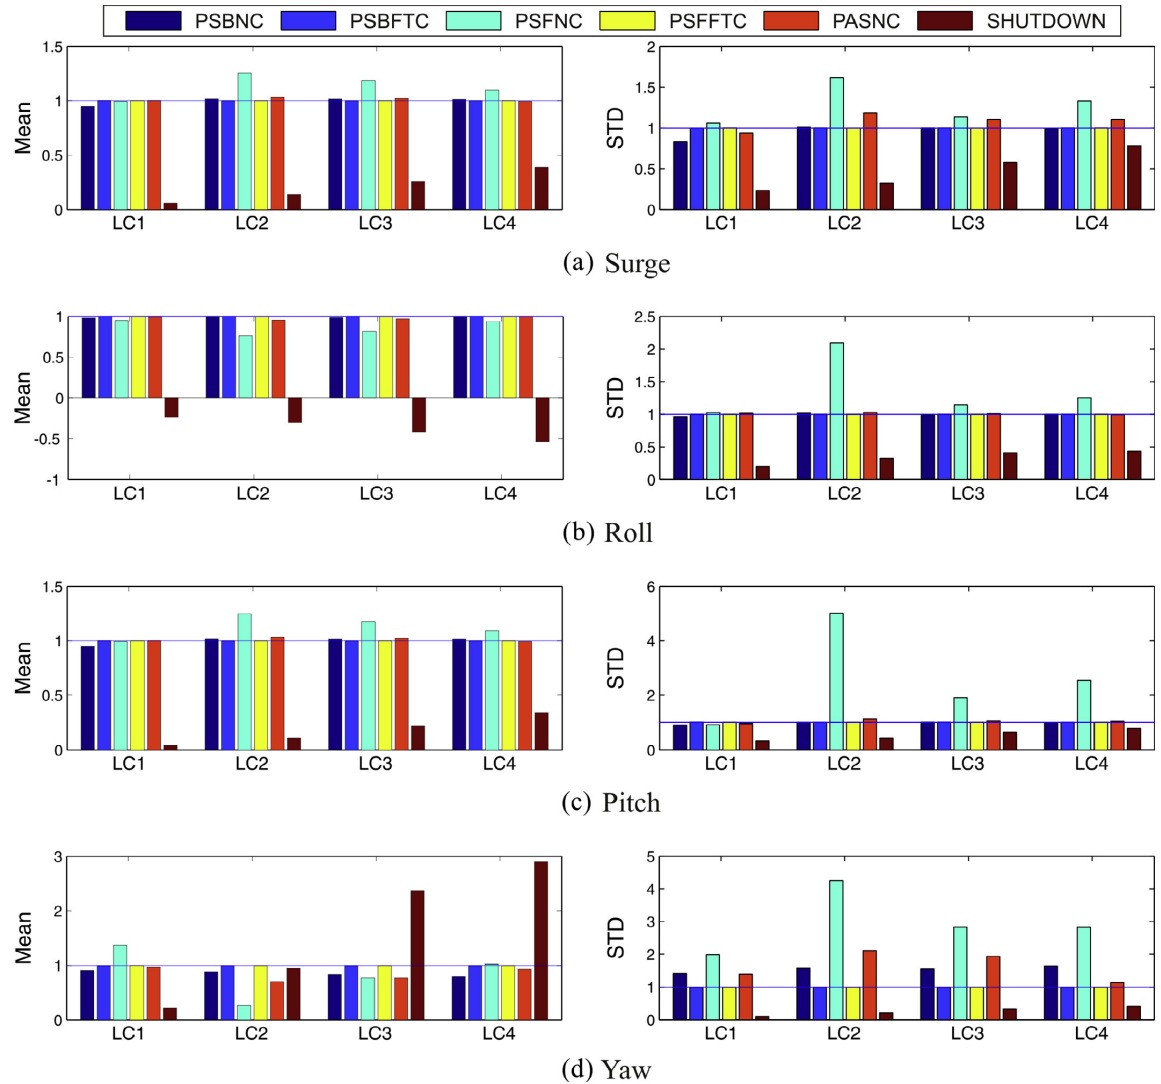 PSBNC PSBFTC PSFNC PSFFTC PASNC SHUTDOWN
1.5
1
0.5
0
Mean
LC1 LC2 LC3 LC4
2
1.5
1
0.5
0
STD
LC1 LC2 LC3 LC4
(a) Surge
1
0.5
0
-0.5
-1
Mean
LC1 LC2 LC3 LC4
2.5
2
1.5
1
0.5
0
STD
LC1 LC2 LC3 LC4
(b) Roll
1.5
1
0.5
0
Mean
LC1 LC2 LC3 LC4
6
4
2
1
0
STD
LC1 LC2 LC3 LC4
(c) Pitch
3
2
1
0
Mean
LC1 LC2 LC3 LC4
5
4
3
2
1
0
STD
LC1 LC2 LC3 LC4
(d) Yaw